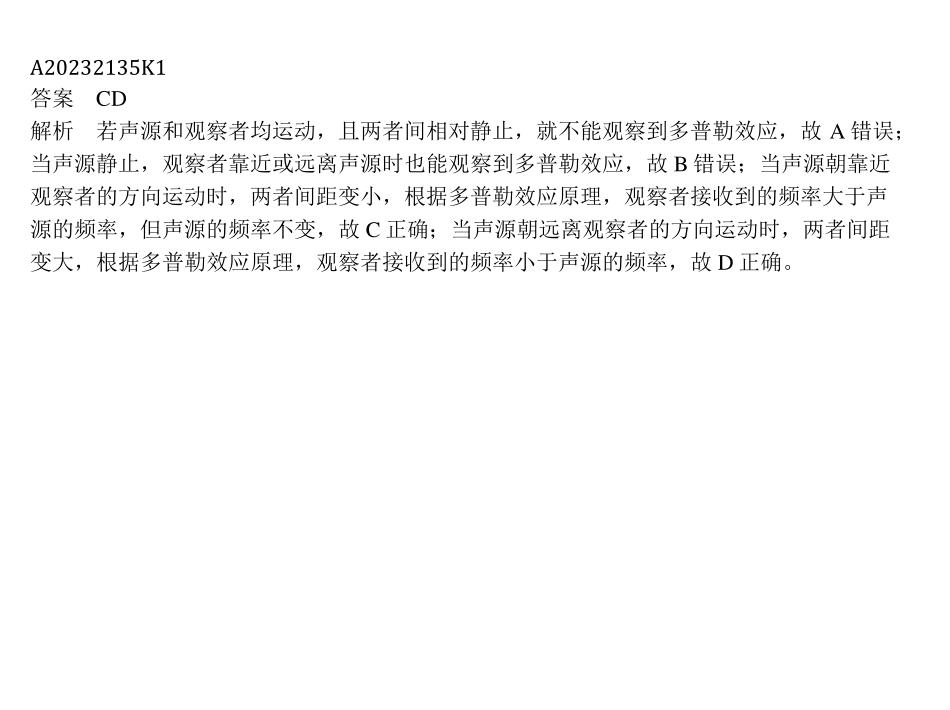 A20232135K1
答案 CD
解析 若声源和观察者均运动，且两者间相对静止，就不能观察到多普勒效应，故 A 错误；
当声源静止，观察者靠近或远离声源时也能观察到多普勒效应，故 B 错误；当声源朝靠近
观察者的方向运动时，两者间距变小，根据多普勒效应原理，观察者接收到的频率大于声
源的频率，但声源的频率不变，故 C 正确；当声源朝远离观察者的方向运动时，两者间距
变大，根据多普勒效应原理，观察者接收到的频率小于声源的频率，故 D 正确。